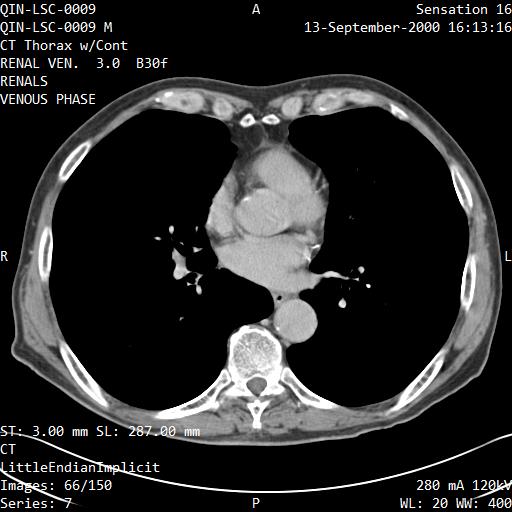 QIN-LSC-0009
A
Sensation 16
QIN-LSC-0009 M
13-September-2000 16:13:16
CT Thorax w/Cont
RENAL VEN.  3.0  B30f
RENALS
VENOUS PHASE
R
L
ST: 3.00 mm SL: 287.00 mm
CT
LittleEndianImplicit
Images: 66/150
280 mA 120kV
Series: 7
P
WL: 20 WW: 400